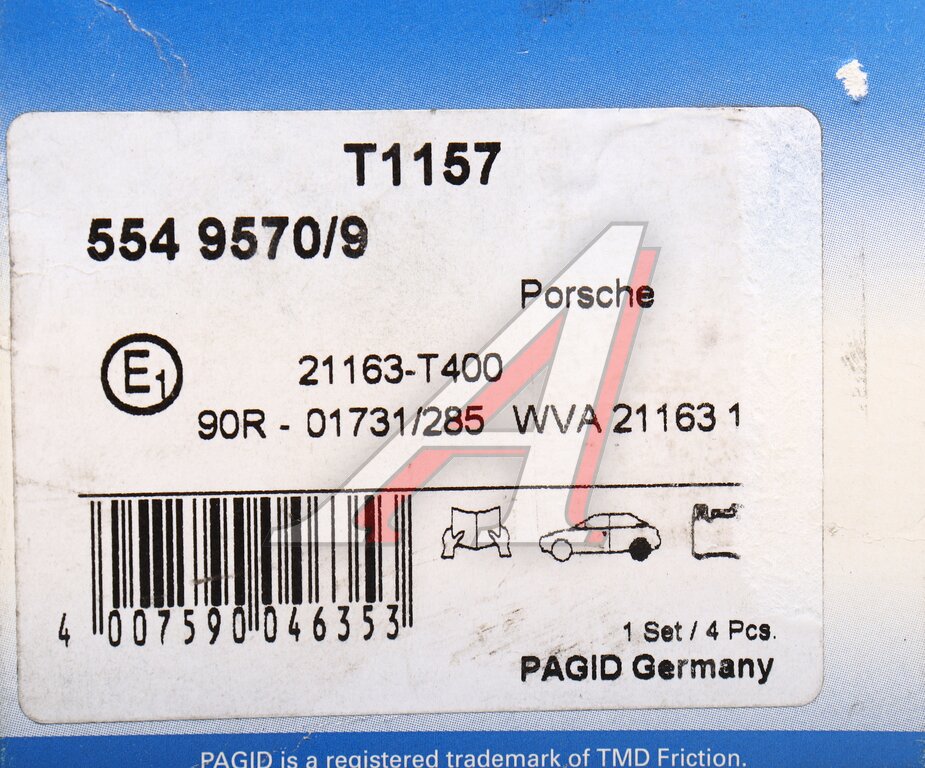 T1157
554 9570/9
Porsche
E1
21163-T400
90R - 01731/285 WVA 21163 1
4 007590 046353
1 Set / 4 Pcs.
PAGID Germany
PAGID is a registered trademark of TMD Friction.